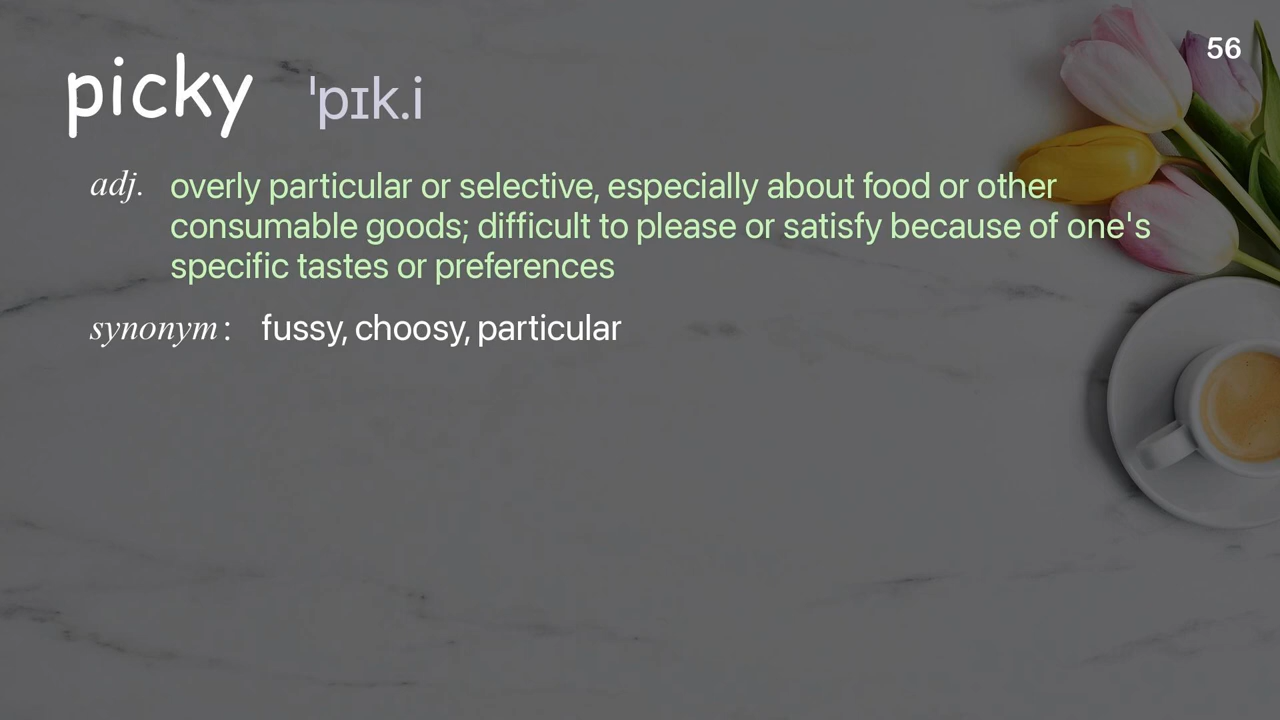 56
picky ˈpɪk.i
adj. overly particular or selective, especially about food or other
consumable goods; difficult to please or satisfy because of one's
specific tastes or preferences
synonym: fussy, choosy, particular